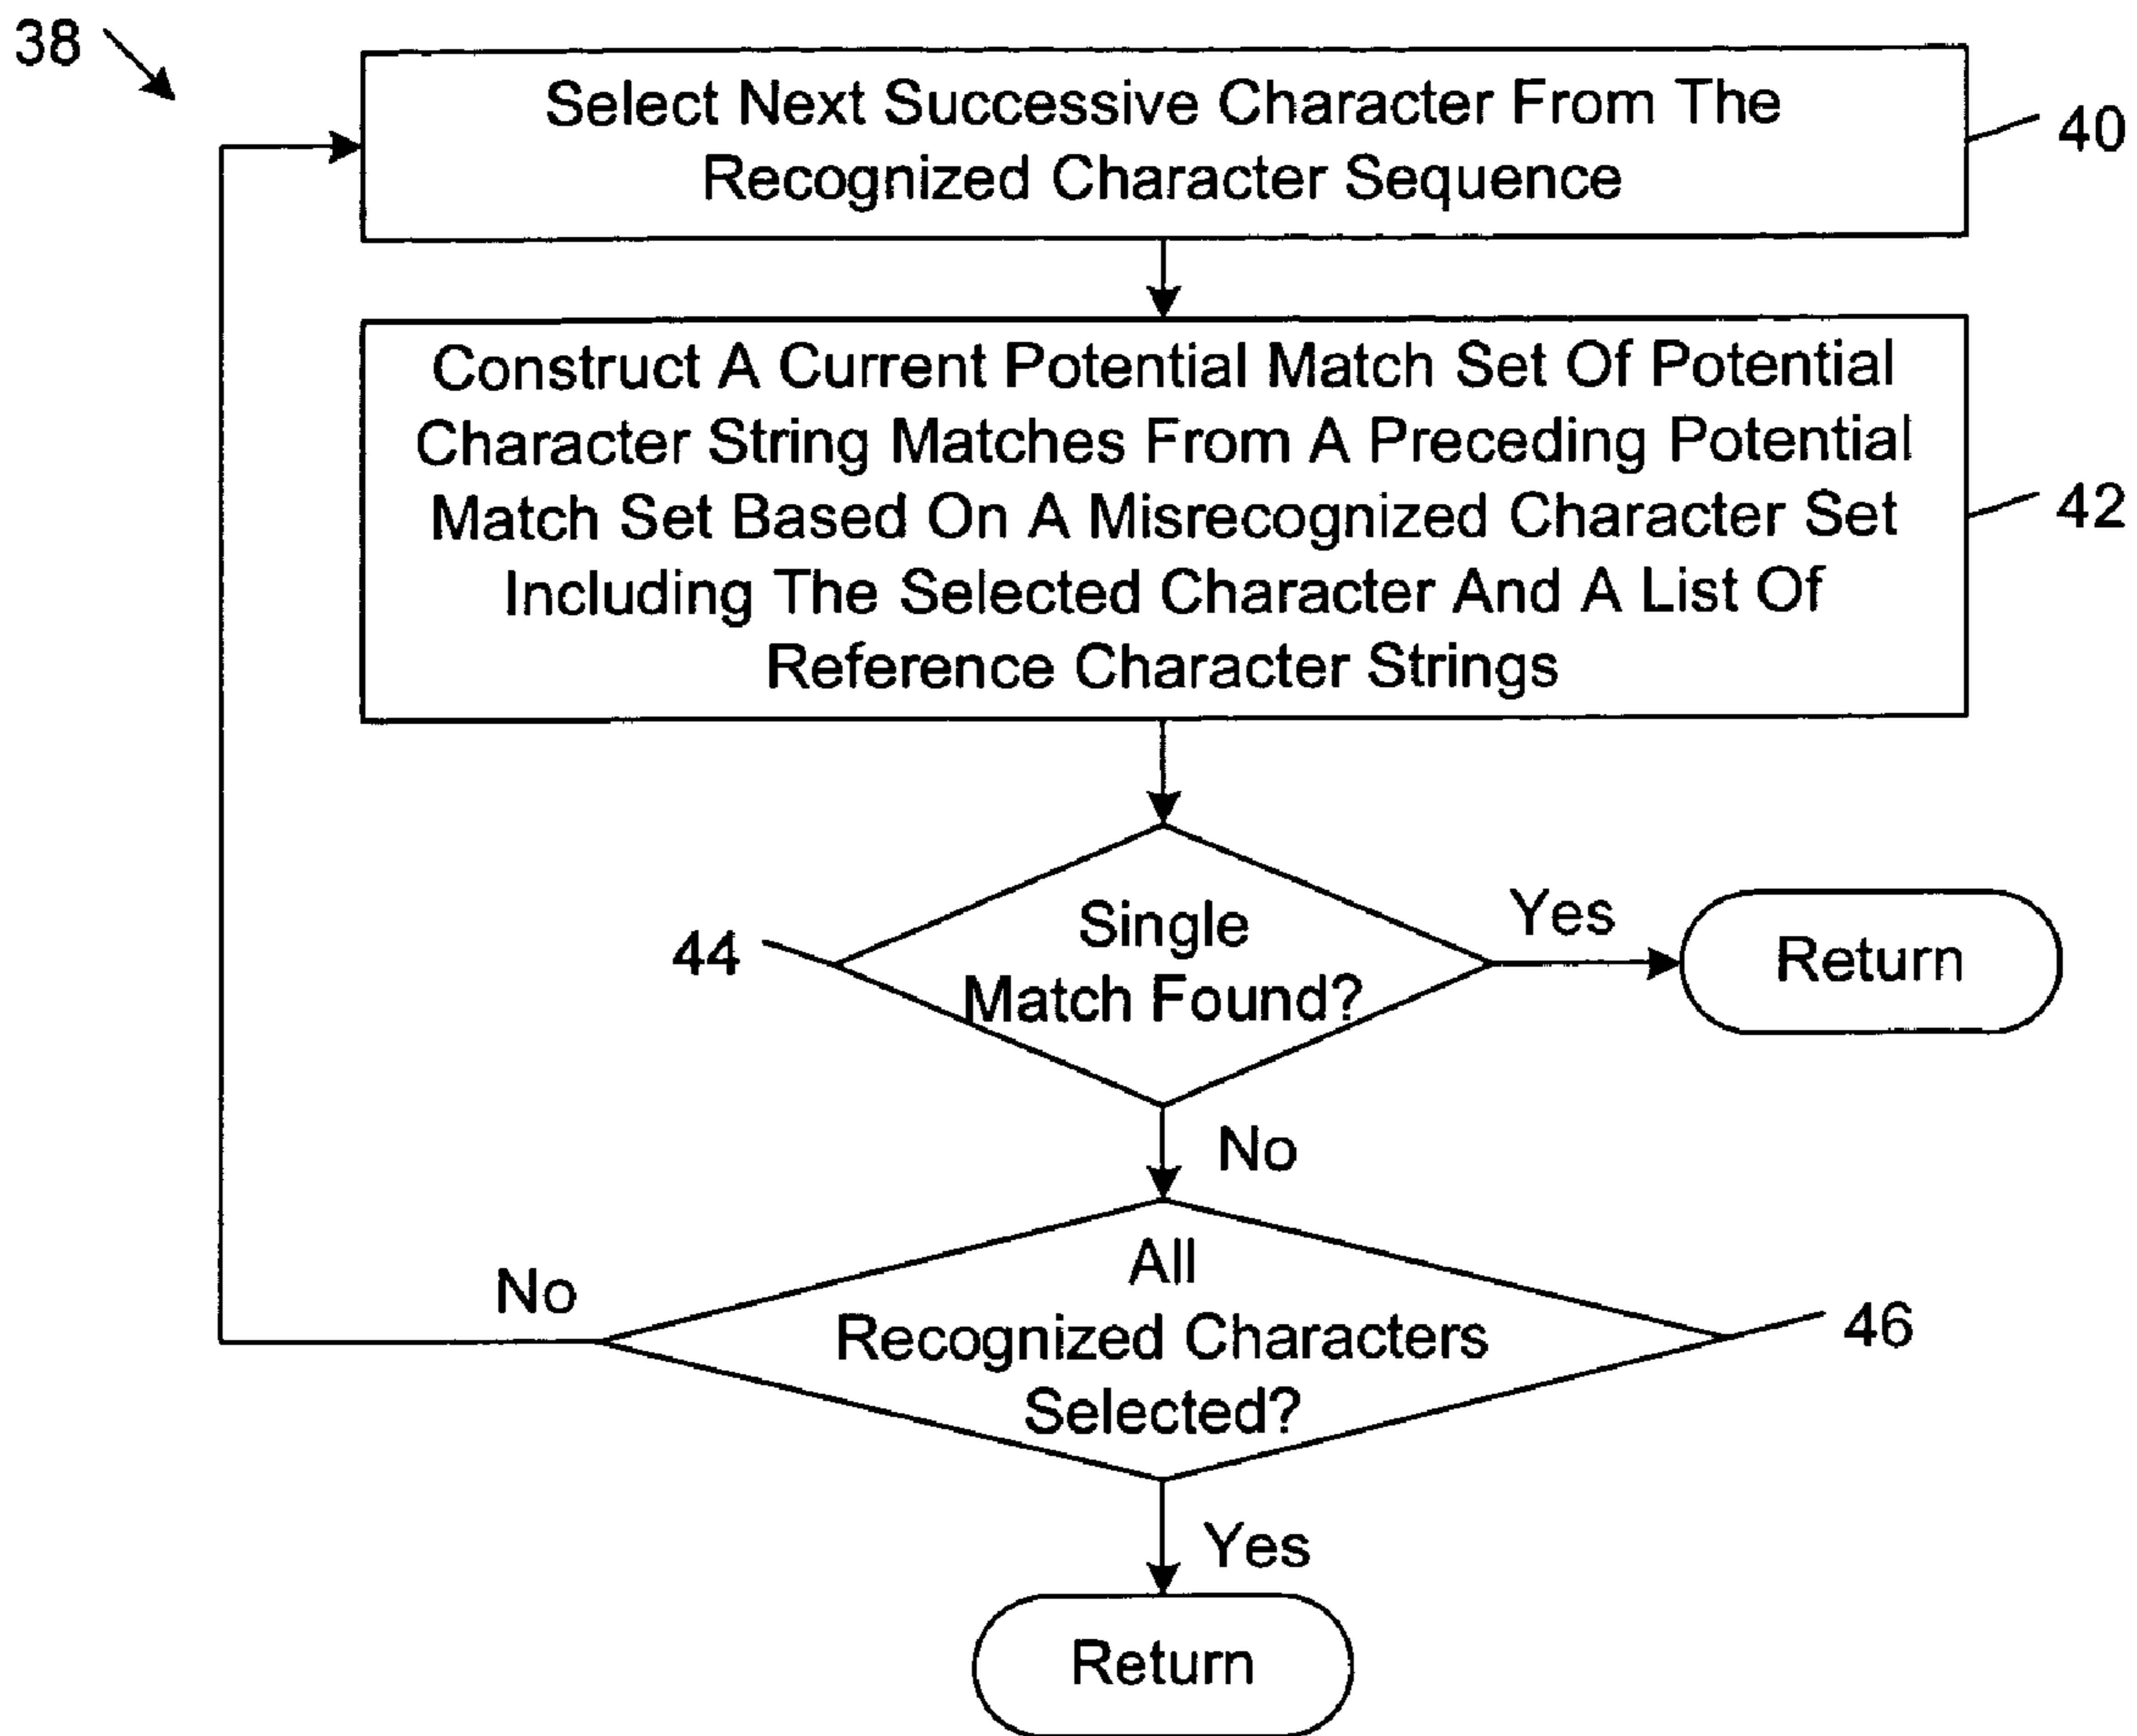 38
Select Next Successive Character From The
Recognized Character Sequence
40
Construct A Current Potential Match Set Of Potential
Character String Matches From A Preceding Potential
Match Set Based On A Misrecognized Character Set
Including The Selected Character And A List Of
Reference Character Strings
42
44
Single
Match Found?
Yes
Return
No
All
Recognized Characters
Selected?
No
46
Yes
Return